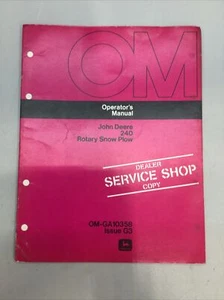 OM
Operator's
Manual
John Deere
240
Rotary Snow Plow
DEALER
SERVICE SHOP
COPY
OM-GA10358
Issue G3